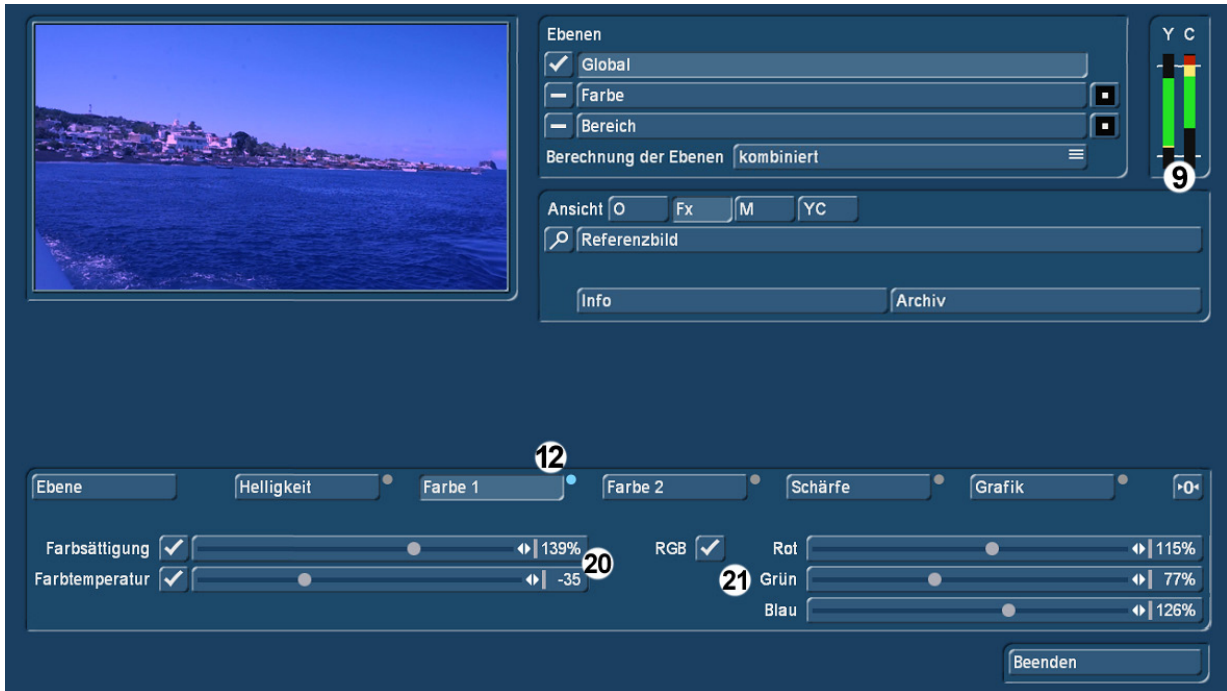 Ebenen
Global
Farbe
Bereich
Berechnung der Ebenen kombiniert
Y C
9
Ansicht O Fx M YC
Referenzbild
Info Archiv
12
Ebene Helligkeit Farbe 1 Farbe 2 Schärfe Grafik 0
Farbsättigung 139%
Farbtemperatur -35
20
RGB
21
Rot 115%
Grün 77%
Blau 126%
Beenden